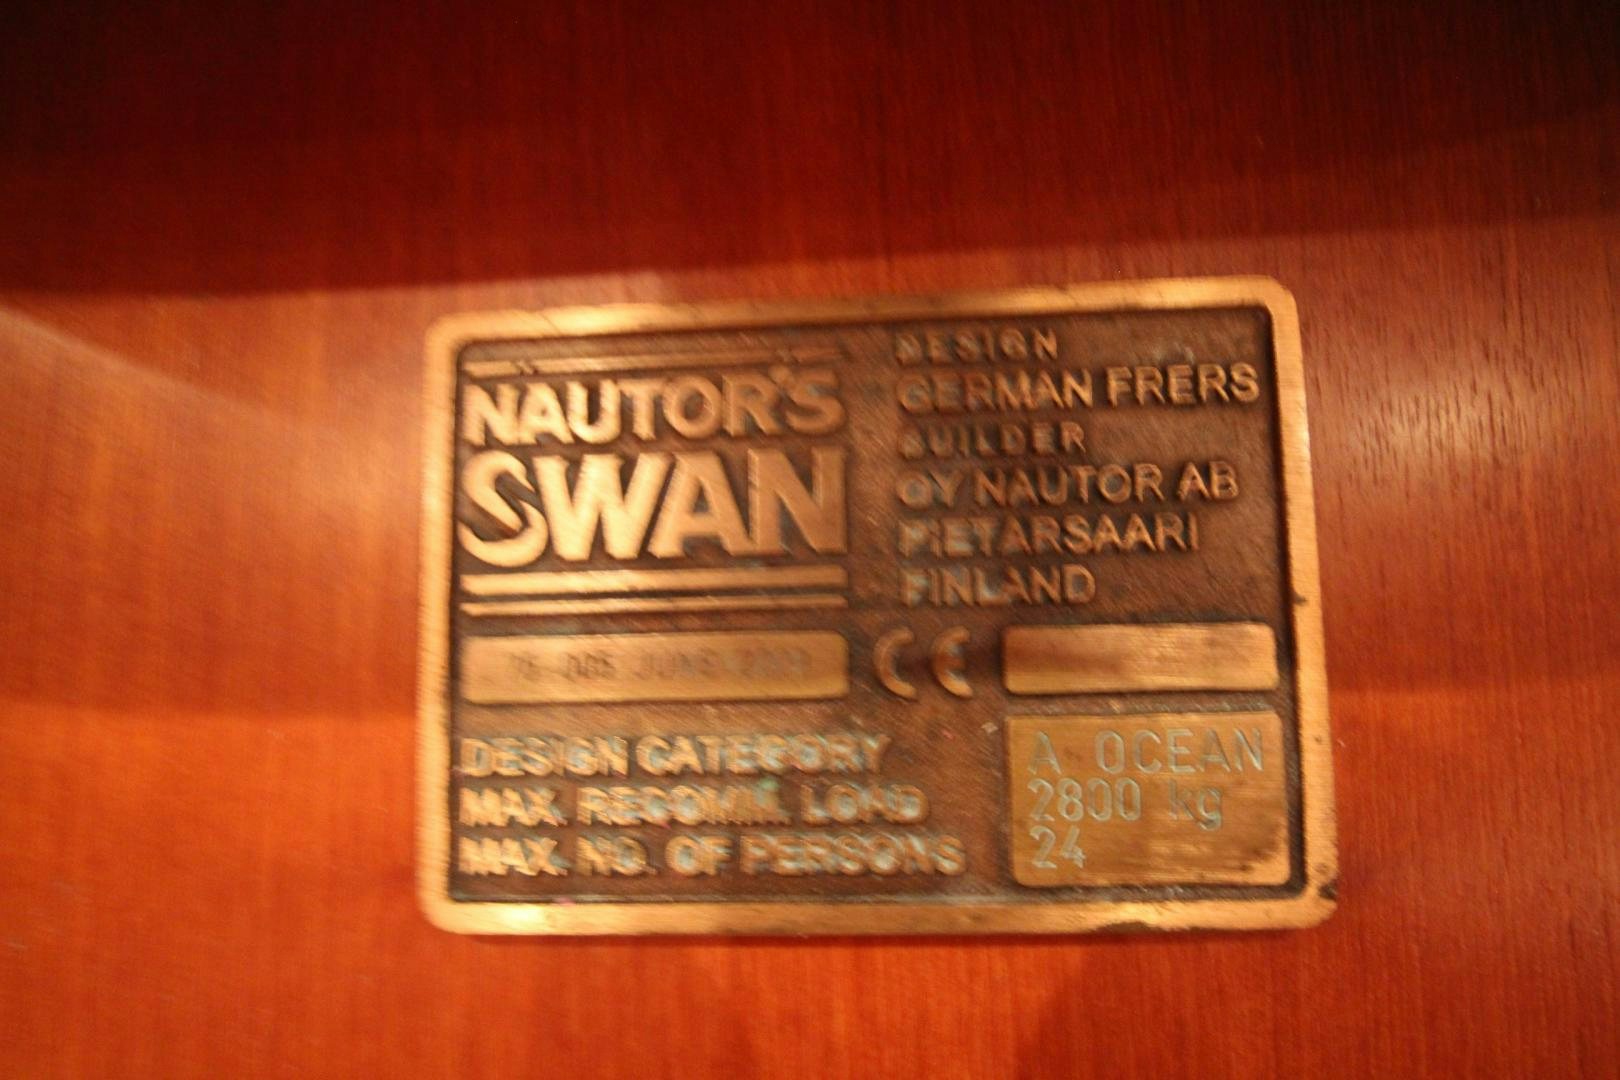 NAUTOR'S
SWAN
DESIGN
GERMAN FRERS
BUILDER
OY NAUTOR AB
PIETARSAARI
FINLAND
JUNE
CE
DESIGN CATEGORY A OCEAN
MAX. RECOMM. LOAD 2800 kg
MAX. NO. OF PERSONS 24